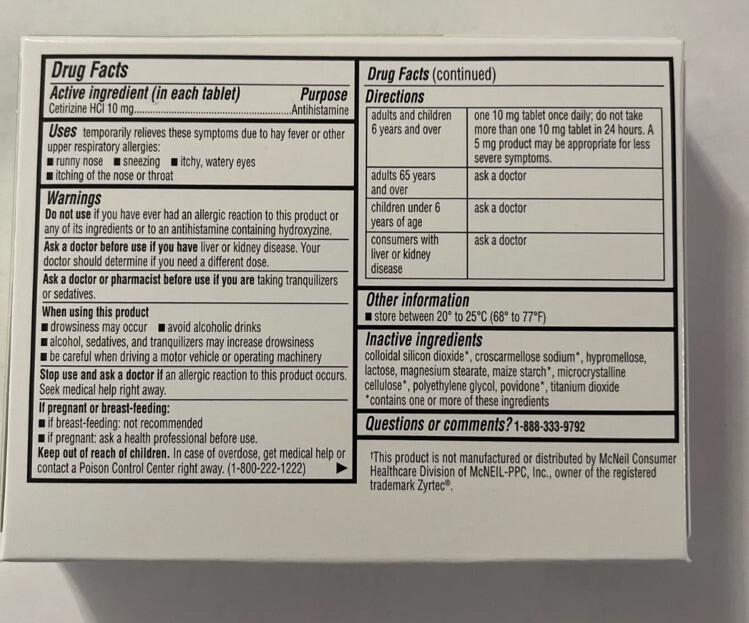 Drug Facts
Active ingredient (in each tablet) Purpose
Cetirizine HCl 10 mg..........................................................Antihistamine
Uses temporarily relieves these symptoms due to hay fever or other
upper respiratory allergies:
■ runny nose ■ sneezing ■ itchy, watery eyes
■ itching of the nose or throat
Warnings
Do not use if you have ever had an allergic reaction to this product or
any of its ingredients or to an antihistamine containing hydroxyzine.
Ask a doctor before use if you have liver or kidney disease. Your
doctor should determine if you need a different dose.
Ask a doctor or pharmacist before use if you are taking tranquilizers
or sedatives.
When using this product
■ drowsiness may occur ■ avoid alcoholic drinks
■ alcohol, sedatives, and tranquilizers may increase drowsiness
■ be careful when driving a motor vehicle or operating machinery
Stop use and ask a doctor if an allergic reaction to this product occurs.
Seek medical help right away.
If pregnant or breast-feeding:
■ if breast-feeding: not recommended
■ if pregnant: ask a health professional before use.
Keep out of reach of children. In case of overdose, get medical help or
contact a Poison Control Center right away. (1-800-222-1222) ▶
Drug Facts (continued)
Directions
adults and children one 10 mg tablet once daily; do not take
6 years and over more than one 10 mg tablet in 24 hours. A
5 mg product may be appropriate for less
severe symptoms.
adults 65 years ask a doctor
and over
children under 6 ask a doctor
years of age
consumers with ask a doctor
liver or kidney
disease
Other information
■ store between 20° to 25°C (68° to 77°F)
Inactive ingredients
colloidal silicon dioxide*, croscarmellose sodium*, hypromellose,
lactose, magnesium stearate, maize starch*, microcrystalline
cellulose*, polyethylene glycol, povidone*, titanium dioxide
*contains one or more of these ingredients
Questions or comments? 1-888-333-9792
†This product is not manufactured or distributed by McNeil Consumer
Healthcare Division of McNEIL-PPC, Inc., owner of the registered
trademark Zyrtec®.